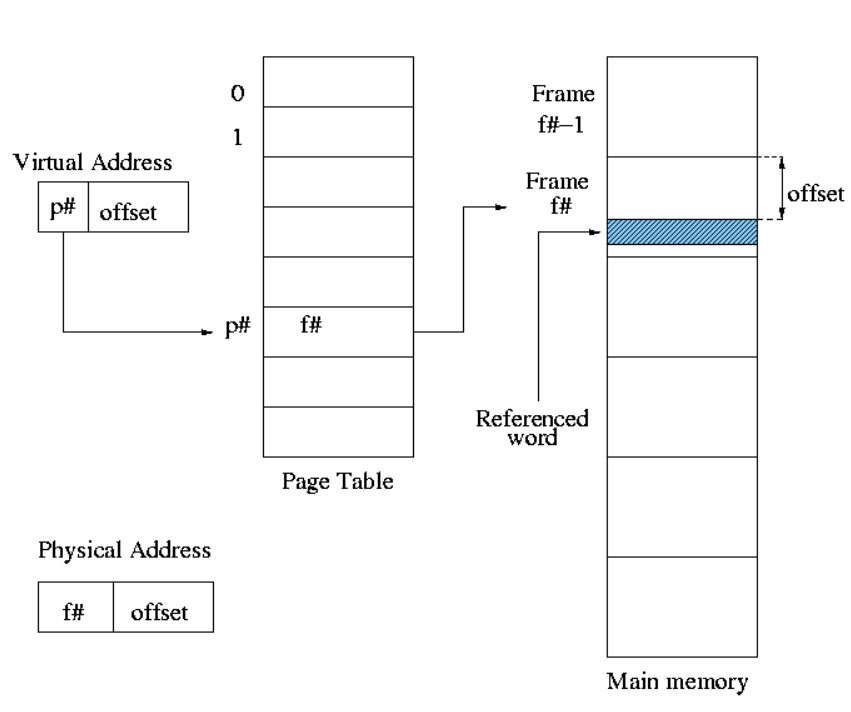 0
1
Virtual Address
p# offset
p# f#
Page Table
Physical Address
f# offset
Frame
f#−1
Frame
f#
offset
Referenced
word
Main memory